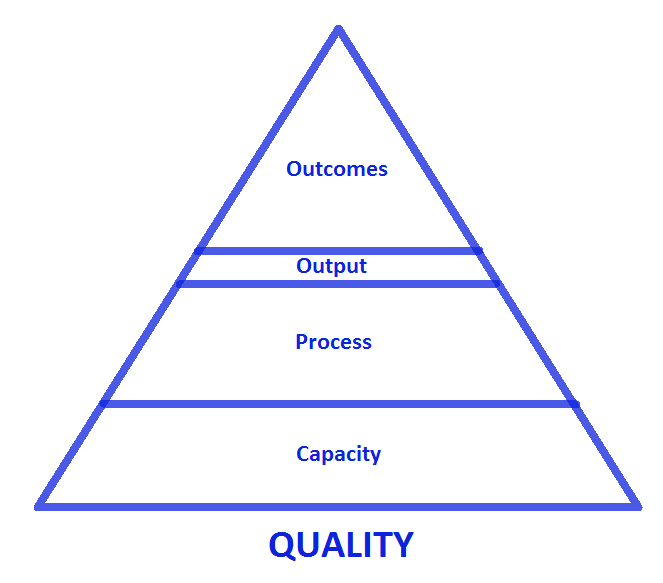 Outcomes
Output
Process
Capacity
QUALITY